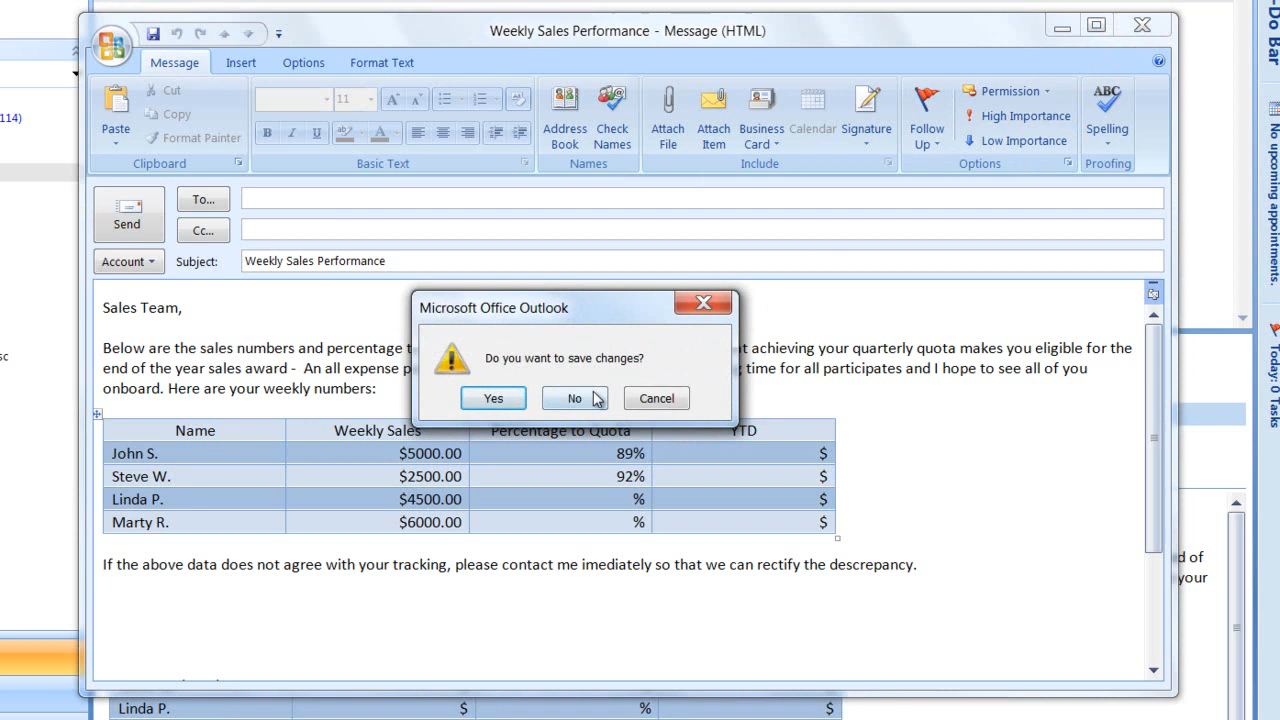 Weekly Sales Performance - Message (HTML)
Message Insert Options Format Text
Cut
Copy
Format Painter
Paste
Clipboard
11
Basic Text
Address Book
Check Names
Names
Attach File
Attach Item
Business Card
Calendar
Signature
Include
Follow Up
Permission
High Importance
Low Importance
Options
ABC
Spelling
Proofing
Send
To...
Cc...
Account
Subject: Weekly Sales Performance
Sales Team,
Microsoft Office Outlook
Do you want to save changes?
Yes No Cancel
Below are the sales numbers and percentage t
t achieving your quarterly quota makes you eligible for the
end of the year sales award - An all expense p
time for all participates and I hope to see all of you
onboard. Here are your weekly numbers:
Name Weekly Sales Percentage to Quota YTD
John S. $5000.00 89% $
Steve W. $2500.00 92% $
Linda P. $4500.00 % $
Marty R. $6000.00 % $
If the above data does not agree with your tracking, please contact me imediately so that we can rectify the descrepancy.
Linda P. $ % $
114)
sc
-Do Bar
No upcoming appointments.
Today: 0 Tasks
d of
your